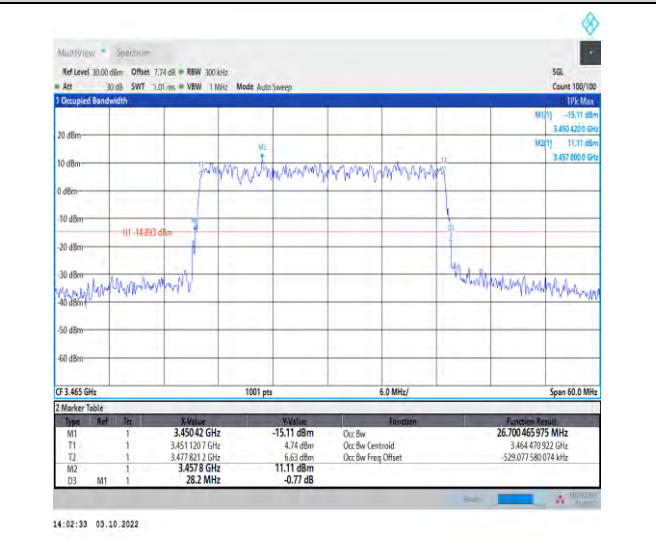 MultiView Spectrum
Ref Level 30.00 dBm Offset 7.74 dB RBW 300 kHz SGL
Att 30 dB SWT 1.01 ms VBW 1 MHz Mode Auto Sweep Count 100/100
1 Occupied Bandwidth 1Pk Max
M1[1] -15.11 dBm
3.450 420 0 GHz
20 dBm M2[1] 11.11 dBm
M2 3.457 800 0 GHz
10 dBm T2
0 dBm
-10 dBm
H1 -14.893 dBm D3
-20 dBm
-30 dBm
-40 dBm
-50 dBm
-60 dBm
CF 3.465 GHz 1001 pts 6.0 MHz/ Span 60.0 MHz
2 Marker Table
Type Ref Trc X-Value Y-Value Function Function Result
M1 1 3.45042 GHz -15.11 dBm Occ Bw 26.700 465 975 MHz
T1 1 3.451 120 7 GHz 4.74 dBm Occ Bw Centroid 3.464 470 922 GHz
T2 1 3.477 821 2 GHz 6.63 dBm Occ Bw Freq Offset -529.077 580 074 kHz
M2 1 3.4578 GHz 11.11 dBm
D3 M1 1 28.2 MHz -0.77 dB
14:02:33 03.10.2022